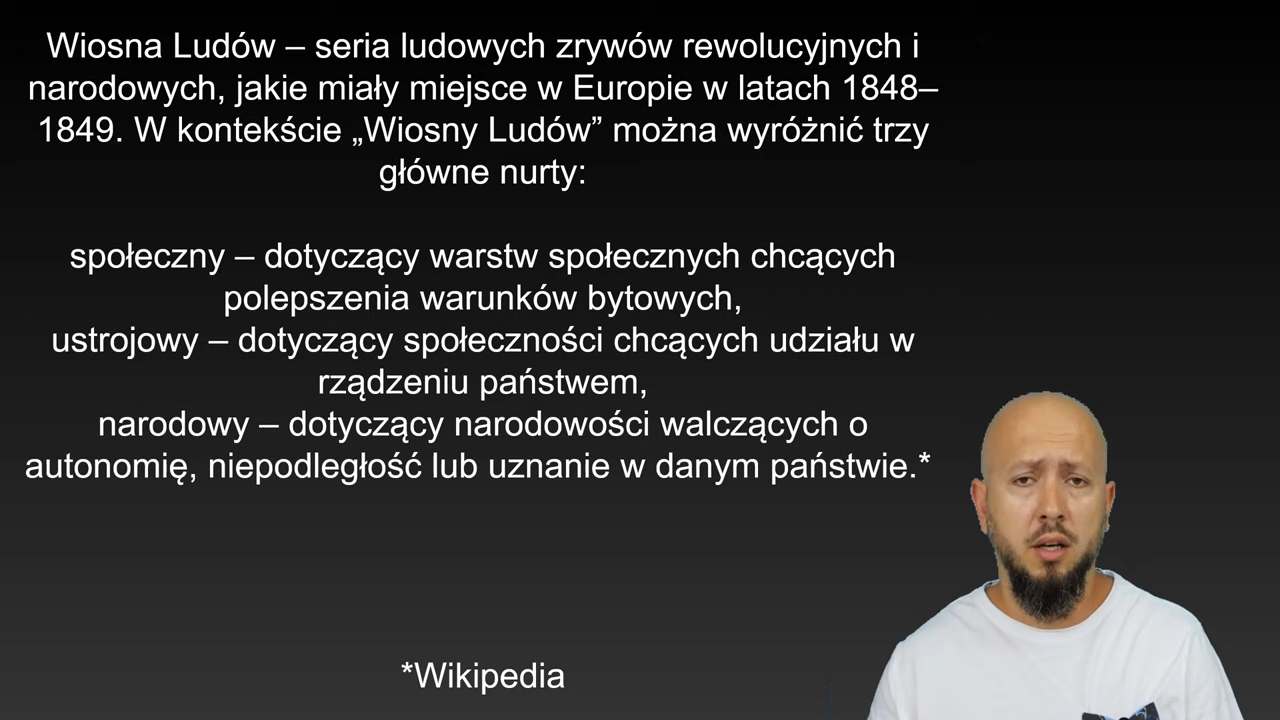 Wiosna Ludów – seria ludowych zrywów rewolucyjnych i
narodowych, jakie miały miejsce w Europie w latach 1848–
1849. W kontekście „Wiosny Ludów” można wyróżnić trzy
główne nurty:
społeczny – dotyczący warstw społecznych chcących
polepszenia warunków bytowych,
ustrojowy – dotyczący społeczności chcących udziału w
rządzeniu państwem,
narodowy – dotyczący narodowości walczących o
autonomię, niepodległość lub uznanie w danym państwie.*
*Wikipedia